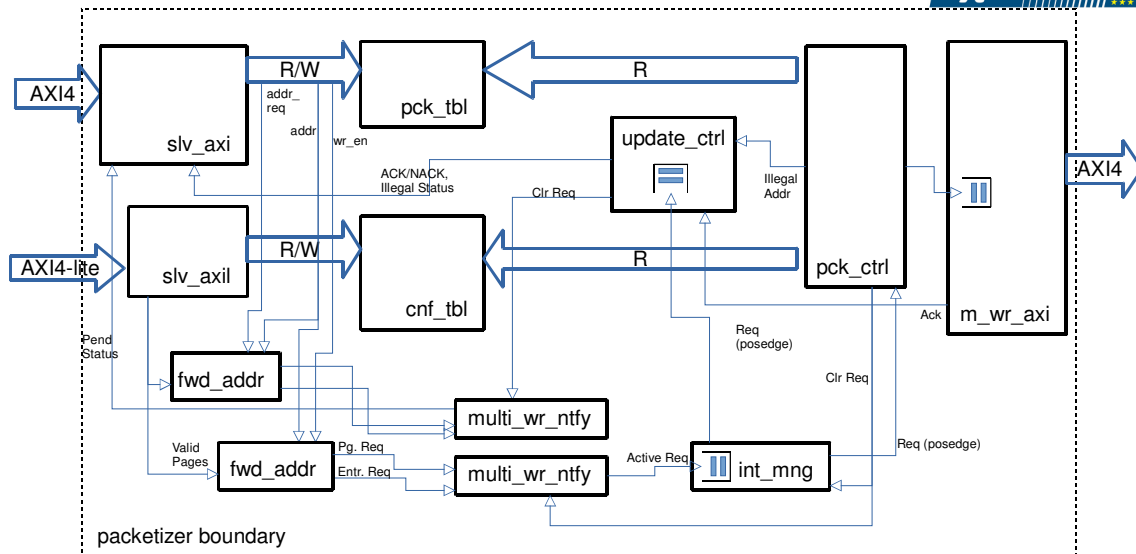 AXI4
slv_axi
R/W
addr_
req
addr
wr_en
pck_tbl
R
update_ctrl
ACK/NACK,
Illegal Status
Clr Req
Illegal
Addr
AXI4
AXI4-lite
slv_axil
R/W
cnf_tbl
R
pck_ctrl
Ack
m_wr_axi
Pend
Status
Req
(posedge)
fwd_addr
Clr Req
multi_wr_ntfy
Valid
Pages
fwd_addr
Pg. Req
Entr. Req
multi_wr_ntfy
Active Req
int_mng
Req (posedge)
packetizer boundary